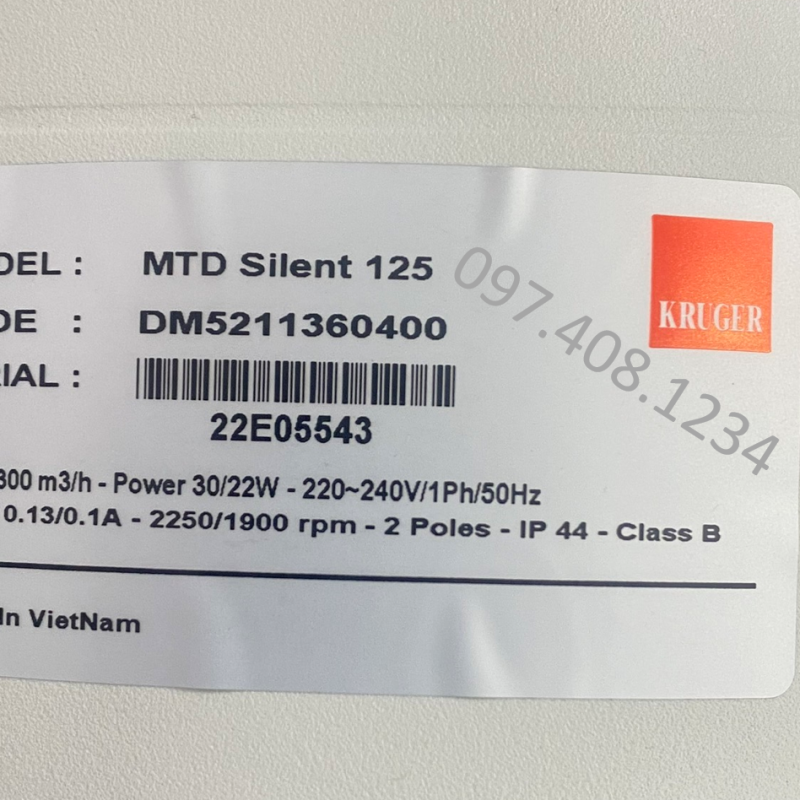 DEL : MTD Silent 125
DE : DM5211360400
IAL :
22E05543
300 m3/h - Power 30/22W - 220~240V/1Ph/50Hz
0.13/0.1A - 2250/1900 rpm - 2 Poles - IP 44 - Class B
In VietNam
KRUGER
097.408.1234